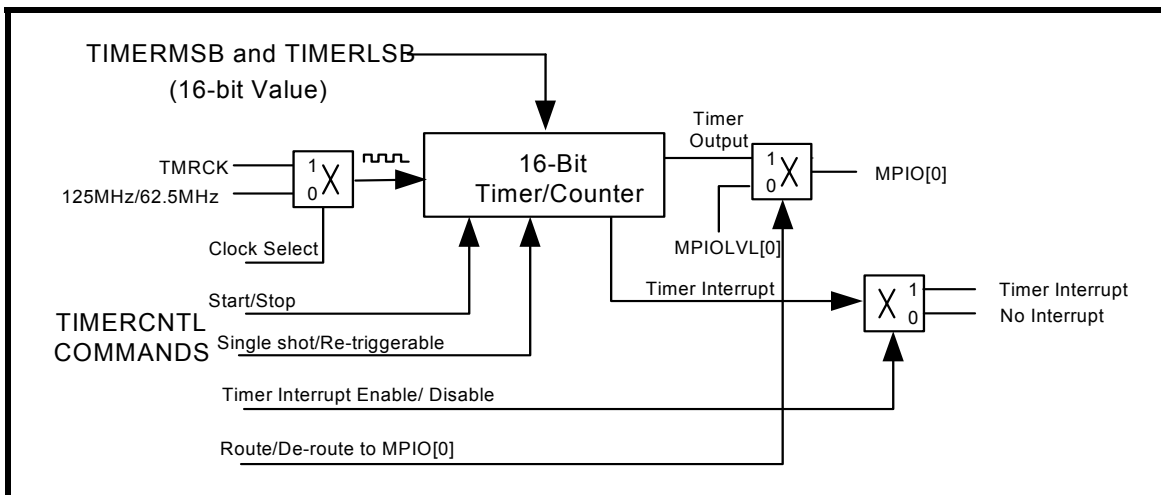 TIMERMSB and TIMERLSB
(16-bit Value)
TMRCK
125MHz/62.5MHz
1
0
X
Clock Select
16-Bit
Timer/Counter
Timer
Output
1
0
X
MPIO[0]
MPIOLVL[0]
Timer Interrupt
X
1
0
Timer Interrupt
No Interrupt
TIMERCNTL
COMMANDS
Start/Stop
Single shot/Re-triggerable
Timer Interrupt Enable/ Disable
Route/De-route to MPIO[0]